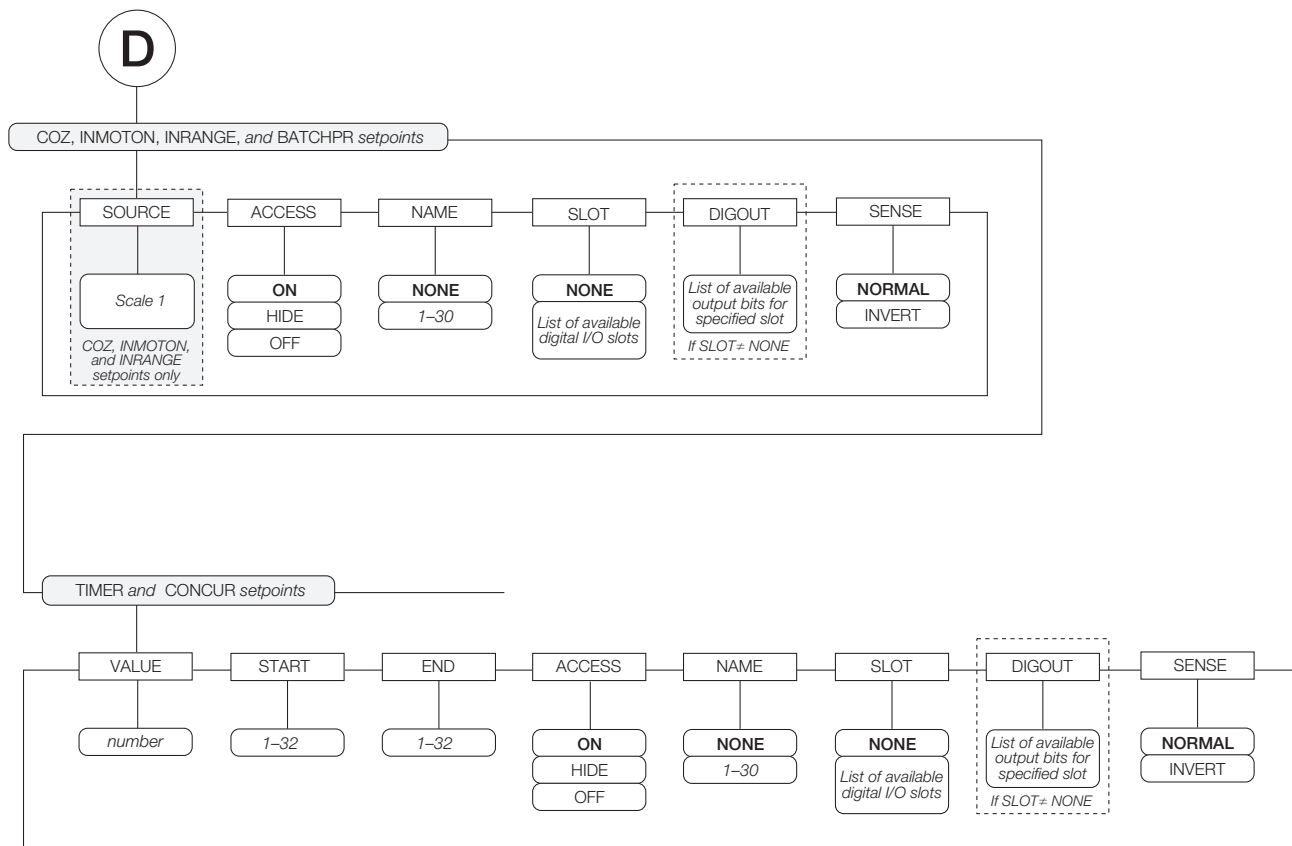 D
COZ, INMOTON, INRANGE, and BATCHPR setpoints
SOURCE
ACCESS
NAME
SLOT
DIGOUT
SENSE
Scale 1
COZ, INMOTON,
and INRANGE
setpoints only
ON
HIDE
OFF
NONE
1–30
NONE
List of available
digital I/O slots
List of available
output bits for
specified slot
If SLOT≠ NONE
NORMAL
INVERT
TIMER and CONCUR setpoints
VALUE
START
END
ACCESS
NAME
SLOT
DIGOUT
SENSE
number
1–32
1–32
ON
HIDE
OFF
NONE
1–30
NONE
List of available
digital I/O slots
List of available
output bits for
specified slot
If SLOT≠ NONE
NORMAL
INVERT